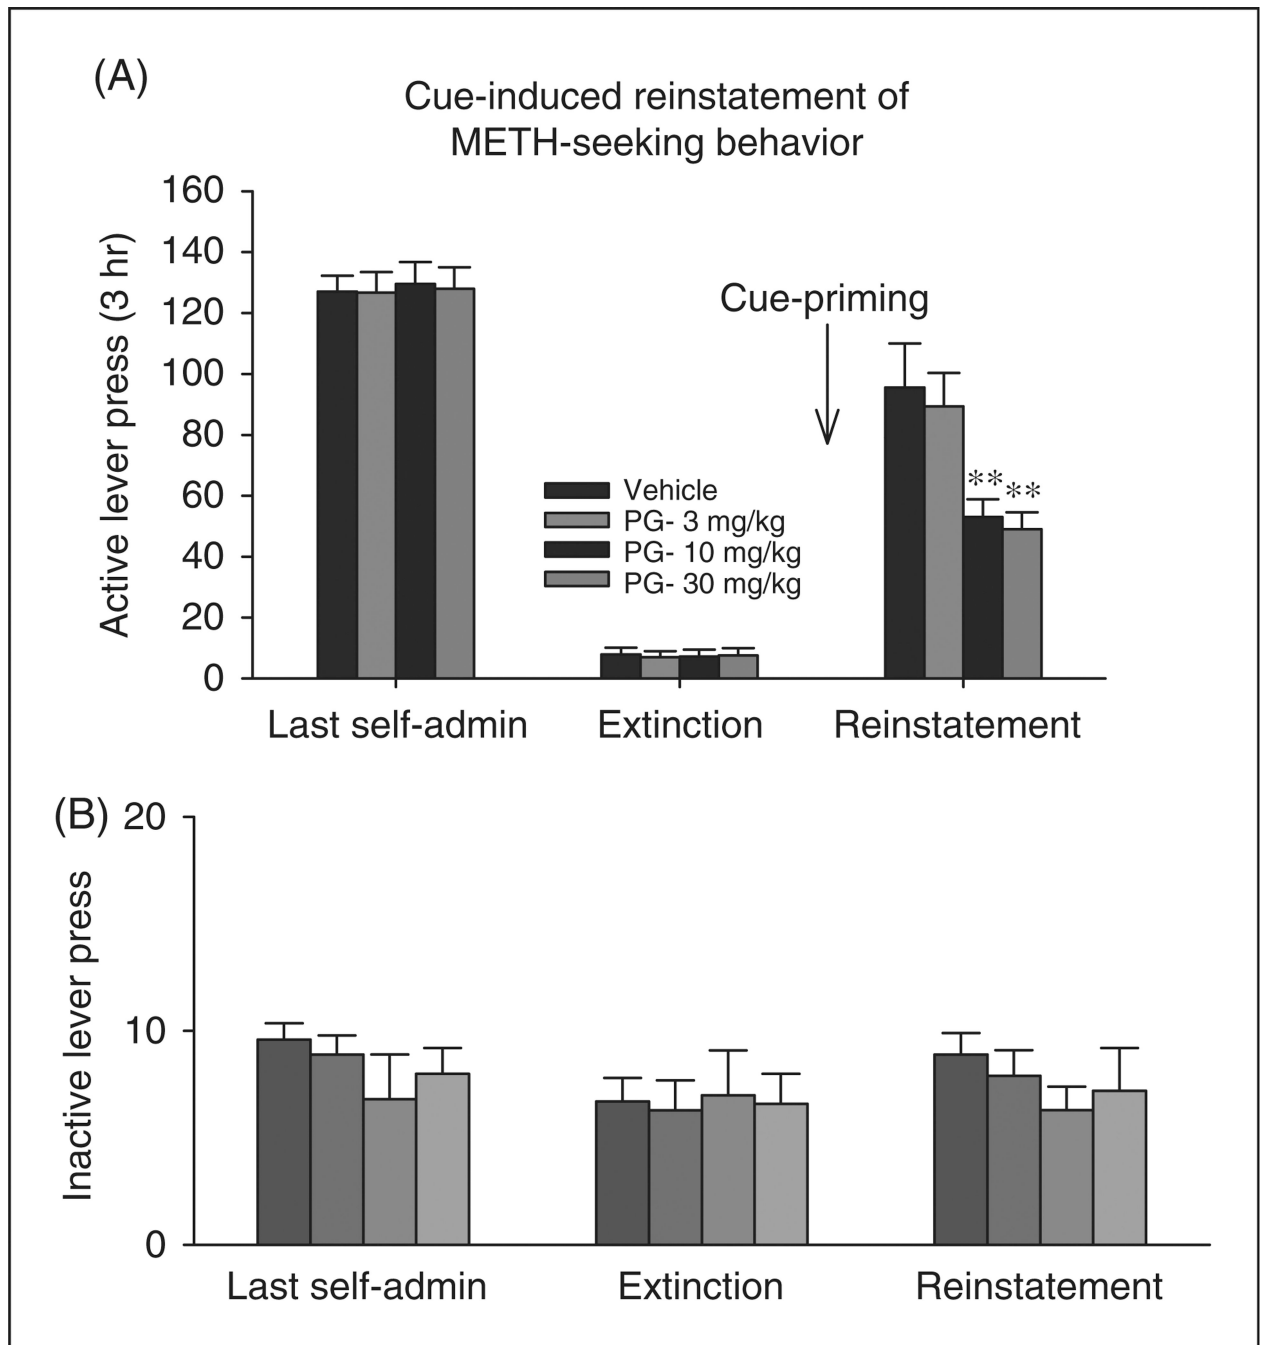 (A)
Cue-induced reinstatement of
METH-seeking behavior
Active lever press (3 hr)
160
140
120
100
80
60
40
20
0
Cue-priming
Vehicle
PG- 3 mg/kg
PG- 10 mg/kg
PG- 30 mg/kg
** **
Last self-admin Extinction Reinstatement
(B)
Inactive lever press
20
10
0
Last self-admin Extinction Reinstatement